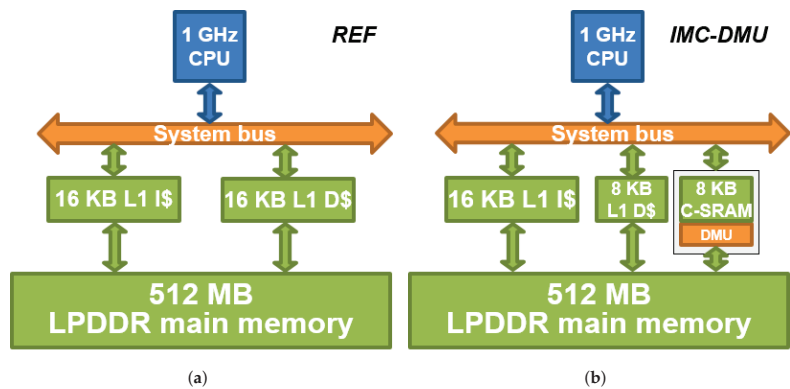 1 GHz
CPU
REF
System bus
16 KB L1 I$
16 KB L1 D$
512 MB
LPDDR main memory
(a)
1 GHz
CPU
IMC-DMU
System bus
16 KB L1 I$
8 KB
L1 D$
8 KB
C-SRAM
DMU
512 MB
LPDDR main memory
(b)